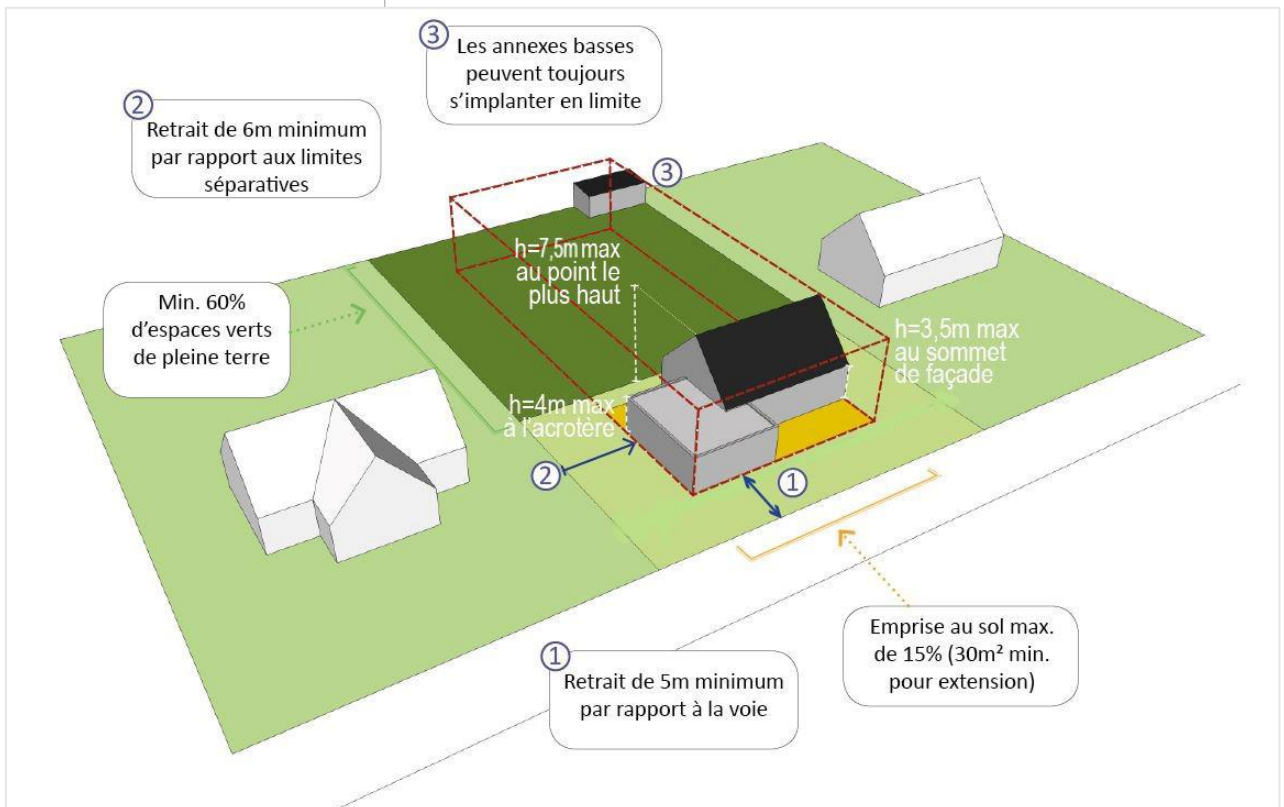 ③
Les annexes basses
peuvent toujours
s’implanter en limite
②
Retrait de 6m minimum
par rapport aux limites
séparatives
③
h=7,5m max
au point le
plus haut
Min. 60%
d’espaces verts
de pleine terre
h=3,5m max
au sommet
de façade
h=4m max
à l’acrotère
②
①
Emprise au sol max.
de 15% (30m² min.
pour extension)
①
Retrait de 5m minimum
par rapport à la voie